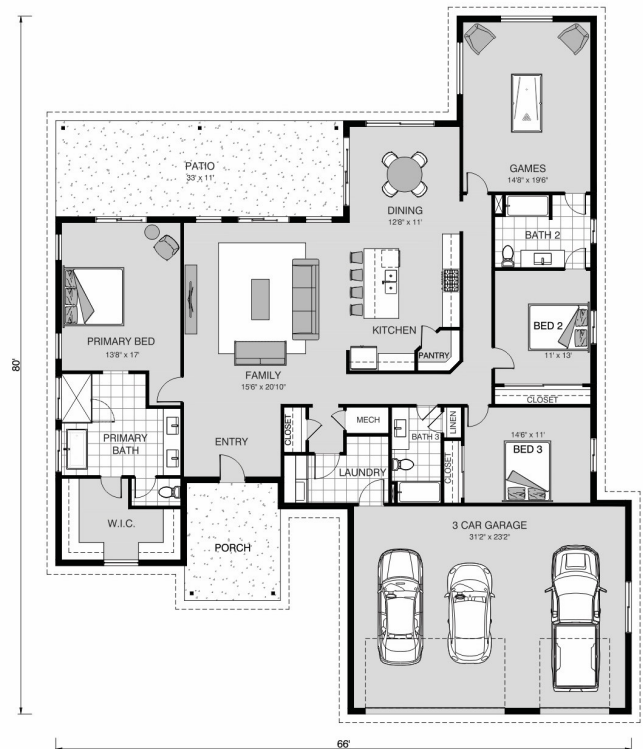 PATIO
33' x 11'
GAMES
14'8" x 19'6"
DINING
12'8" x 11'
BATH 2
KITCHEN
PANTRY
BED 2
11' x 13'
CLOSET
PRIMARY BED
13'8" x 17'
FAMILY
15'6" x 20'10"
80'
PRIMARY
BATH
ENTRY
CLOSET
MECH
LAUNDRY
BATH 3
LINEN
CLOSET
14'6" x 11'
BED 3
W.I.C.
PORCH
3 CAR GARAGE
31'2" x 23'2"
66'